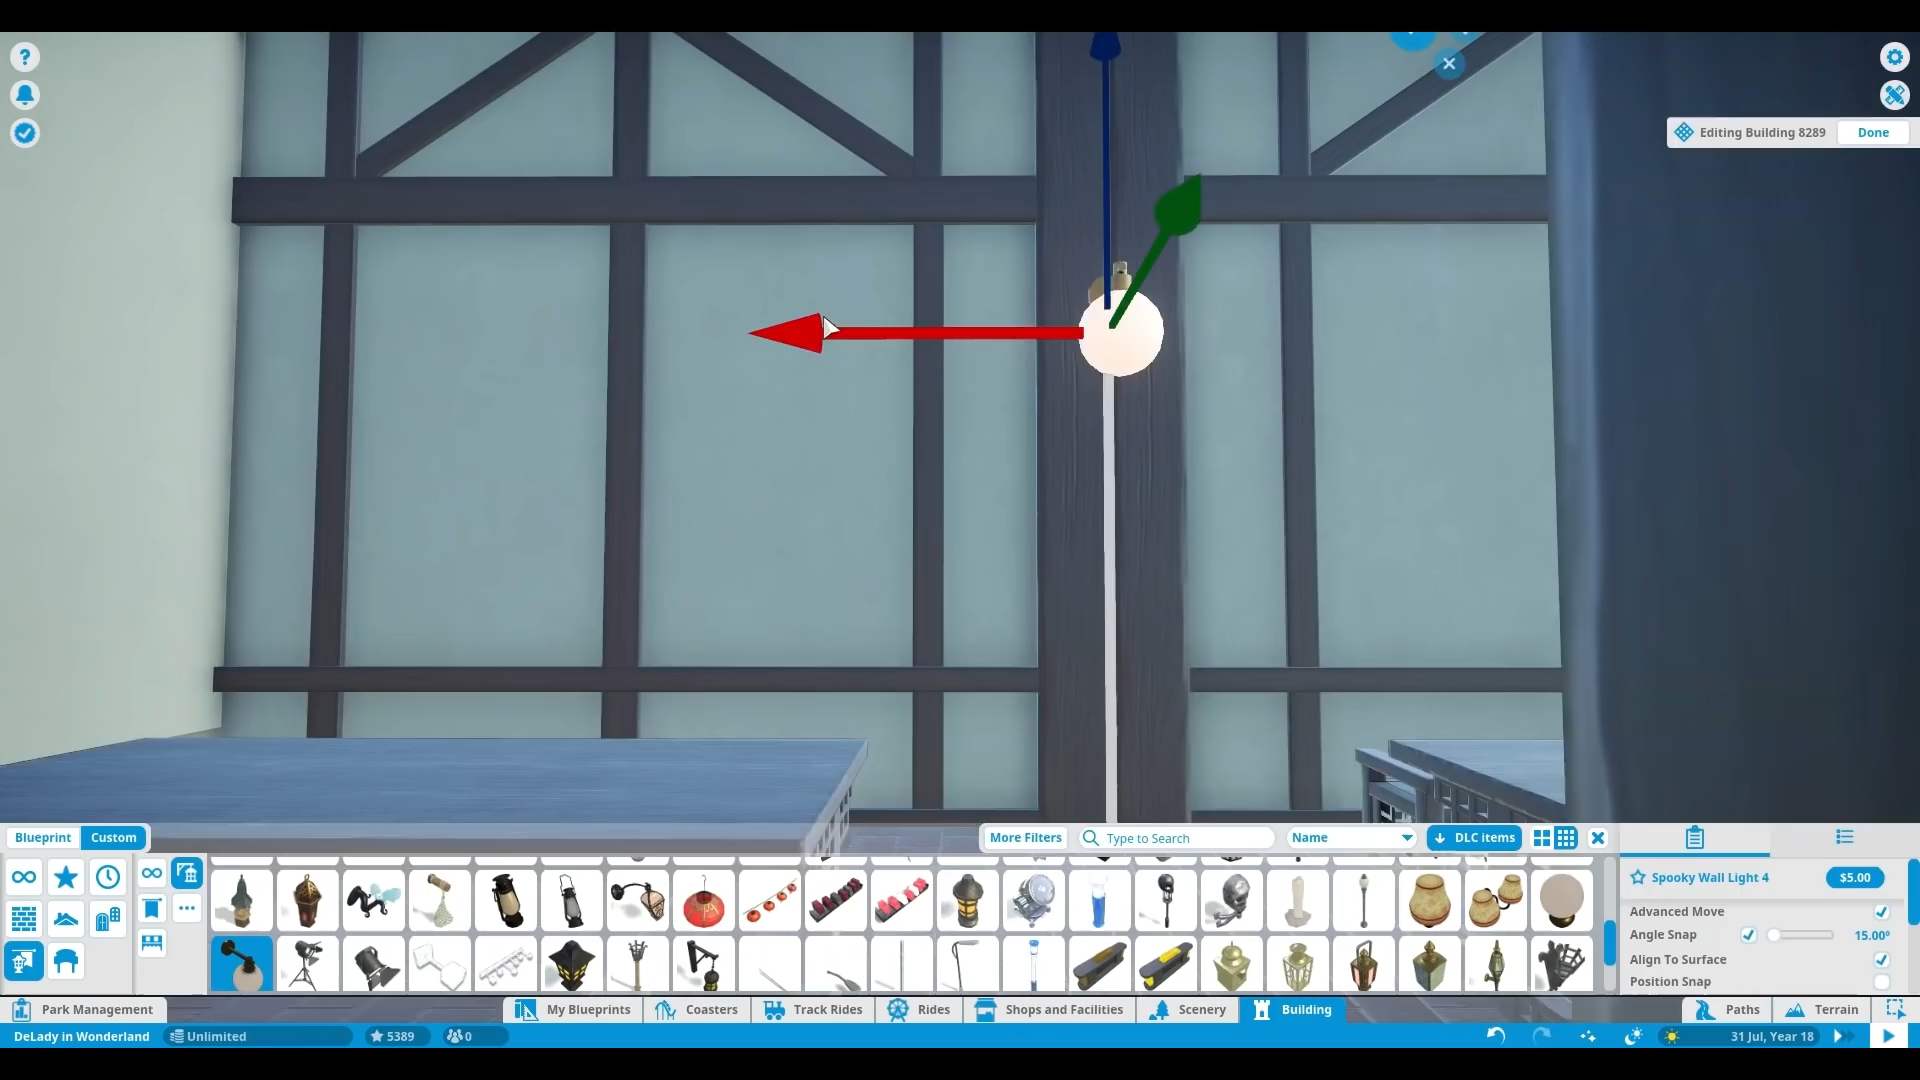 ?
Editing Building 8289
Done
Blueprint
Custom
More Filters
Type to Search
Name
DLC items
Spooky Wall Light 4
$5.00
Advanced Move
Angle Snap
15.00°
Align To Surface
Position Snap
Park Management
My Blueprints
Coasters
Track Rides
Rides
Shops and Facilities
Scenery
Building
Paths
Terrain
DeLady in Wonderland
Unlimited
5389
0
31 Jul, Year 18